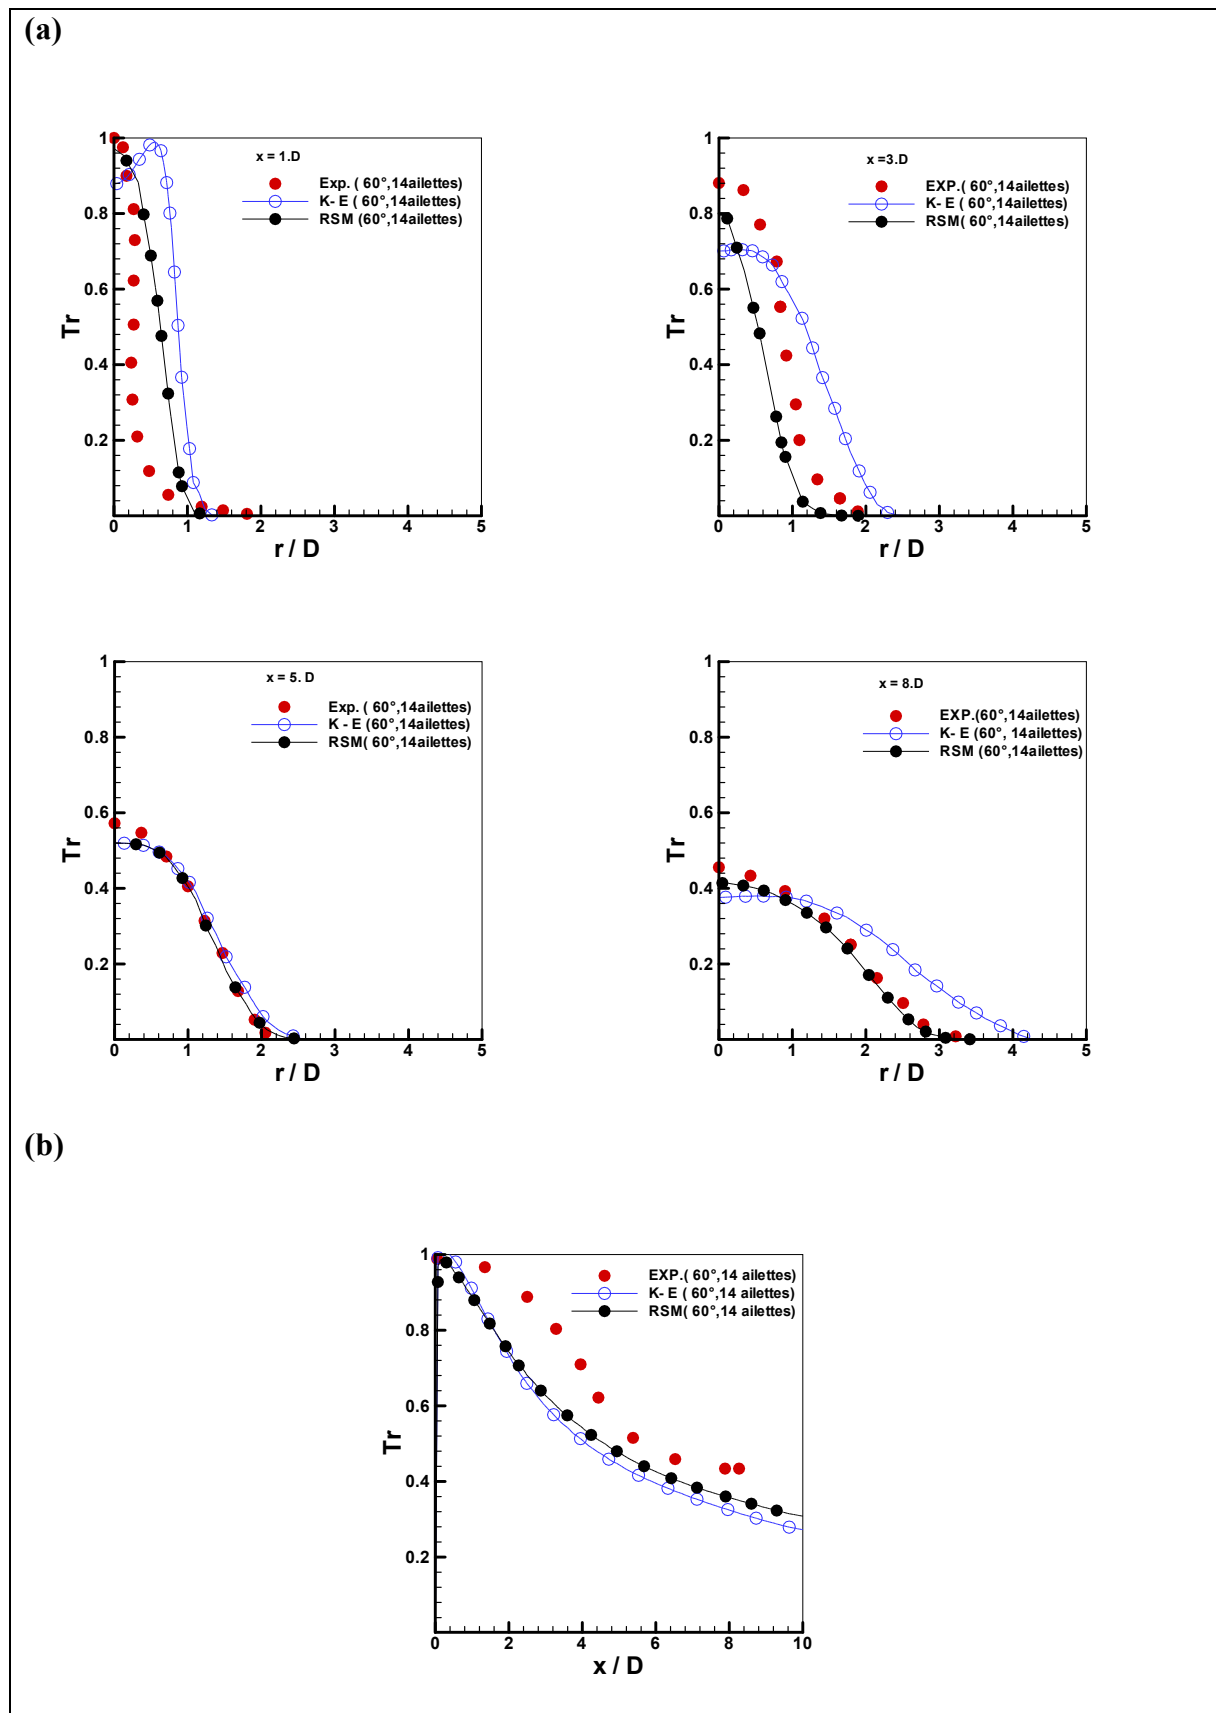 (a)
x = 1.D
Exp. ( 60°,14ailettes)
K- E ( 60°,14ailettes)
RSM (60°,14ailettes)
1
0.8
0.6
0.4
0.2
Tr
0 1 2 3 4 5
r / D
x =3.D
EXP.( 60°,14ailettes)
K- E ( 60°,14ailettes)
RSM( 60°,14ailettes)
1
0.8
0.6
0.4
0.2
Tr
0 1 2 3 4 5
r / D
x = 5. D
Exp. ( 60°,14ailettes)
K - E (60°,14ailettes)
RSM( 60°,14ailettes)
1
0.8
0.6
0.4
0.2
Tr
0 1 2 3 4 5
r / D
x = 8.D
EXP.(60°,14ailettes)
K- E (60°, 14ailettes)
RSM (60°,14ailettes)
1
0.8
0.6
0.4
0.2
Tr
0 1 2 3 4 5
r / D
(b)
EXP.( 60°,14 ailettes)
K- E ( 60°,14 ailettes)
RSM( 60°,14 ailettes)
1
0.8
0.6
0.4
0.2
Tr
0 2 4 6 8 10
x / D